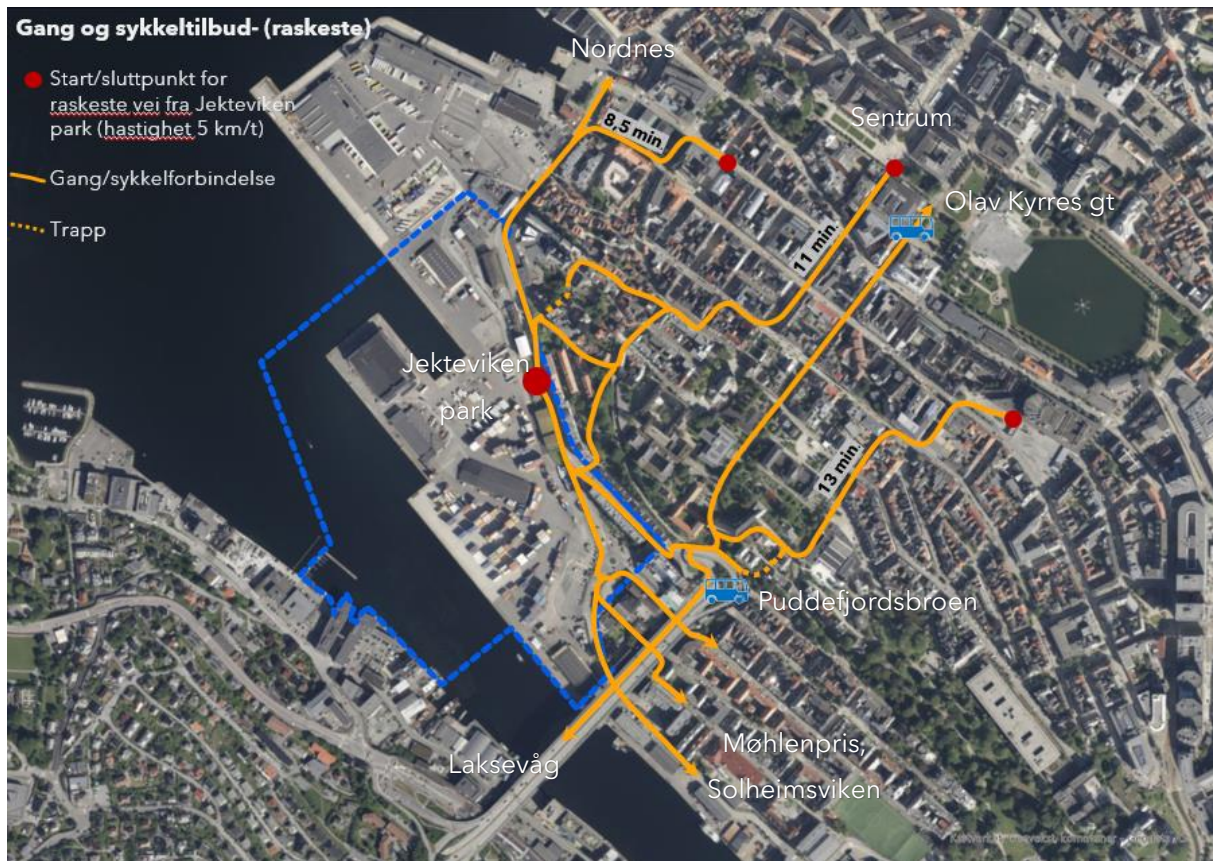 Gang og sykkeltilbud- (raskeste)
Start/sluttpunkt for
raskeste vei fra Jekteviken
park (hastighet 5 km/t)
Gang/sykkelforbindelse
Trapp
Nordnes
8,5 min.
Sentrum
Olav Kyrres gt
11 min.
Jekteviken
park
13 min.
Puddefjordsbroen
Laksevåg
Møhlenpris,
Solheimsviken